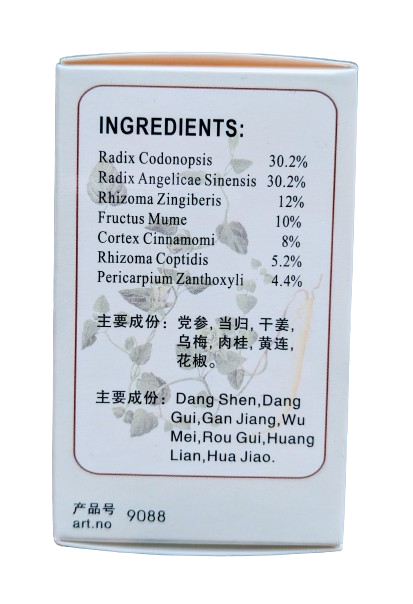 INGREDIENTS:
Radix Codonopsis 30.2%
Radix Angelicae Sinensis 30.2%
Rhizoma Zingiberis 12%
Fructus Mume 10%
Cortex Cinnamomi 8%
Rhizoma Coptidis 5.2%
Pericarpium Zanthoxyli 4.4%
主要成份：党参，当归，干姜，
乌梅，肉桂，黄连，
花椒。
主要成份：Dang Shen,Dang
Gui,Gan Jiang,Wu
Mei,Rou Gui,Huang
Lian,Hua Jiao.
产品号
art.no 9088